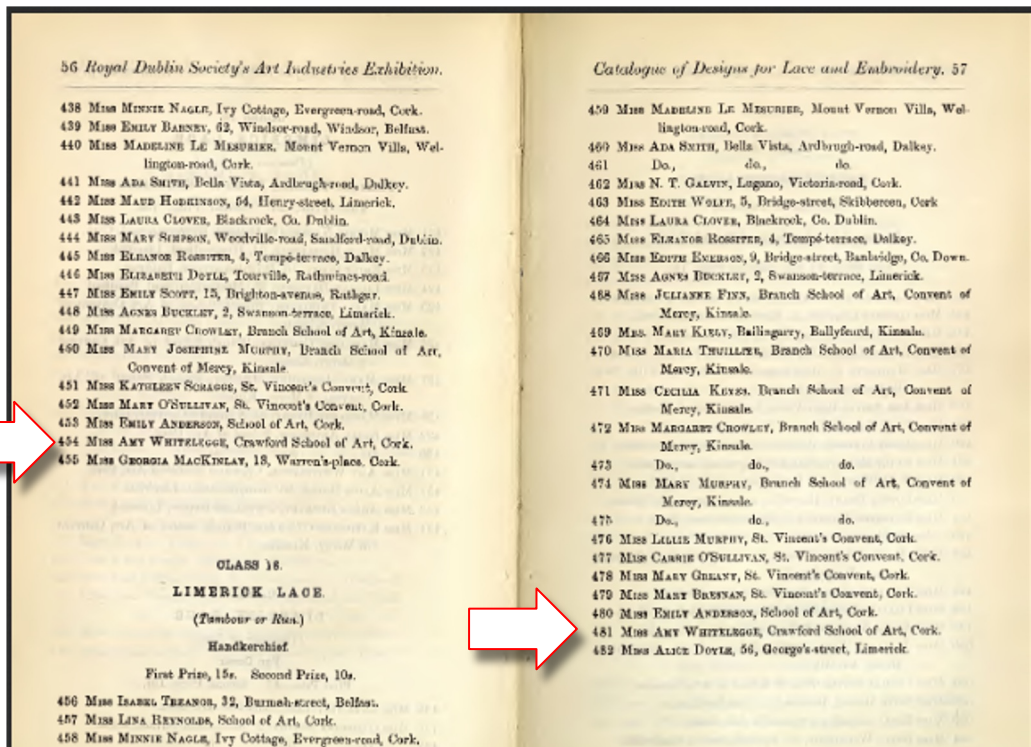 56 Royal Dublin Society's Art Industries Exhibition.
438 Miss Minnie Nagle, Ivy Cottage, Evergreen-road, Cork.
439 Miss Emily Barney, 62, Windsor-road, Windsor, Belfast.
440 Miss Madeline Le Mesurier, Mount Vernon Villa, Wel-
lington-road, Cork.
441 Miss Ada Smith, Bella Vista, Ardbrugh-road, Dalkey.
442 Miss Maud Hodkinson, 54, Henry-street, Limerick.
443 Miss Laura Clover, Blackrock, Co. Dublin.
444 Miss Mary Simpson, Woodville-road, Sandford-road, Dublin.
445 Miss Eleanor Rossiter, 4, Tempé-terrace, Dalkey.
446 Miss Elizabeth Doyle, Tourville, Rathmines-road
447 Miss Emily Scott, 15, Brighton-avenue, Rathgar.
448 Miss Agnes Buckley, 2, Swanson-terrace, Limerick.
449 Miss Margaret Crowley, Branch School of Art, Kinsale.
450 Miss Mary Josephine Murphy, Branch School of Art,
Convent of Mercy, Kinsale
451 Miss Kathleen Scragge, St. Vincent's Convent, Cork
452 Miss Mary O'Sullivan, St. Vincent's Convent, Cork.
453 Miss Emily Anderson, School of Art, Cork.
454 Miss Amy Whitelegge, Crawford School of Art, Cork.
455 Miss Georgia MacKinlay, 18, Warren's-place, Cork.
CLASS 16.
LIMERICK LACE.
(Tambour or Run.)
Handkerchief
First Prize, 15s. Second Prize, 10s.
456 Miss Isabel Treanor, 32, Burmah-street, Belfast.
457 Miss Lina Reynolds, School of Art, Cork.
458 Miss Minnie Nagle, Ivy Cottage, Evergreen-road, Cork.
Catalogue of Designs for Lace and Embroidery. 57
459 Miss Madeline Le Mesurier, Mount Vernon Villa, Wel-
lington-road, Cork.
460 Miss Ada Smith, Bella Vista, Ardbrugh-road, Dalkey.
461 Do., do., do.
462 Miss N. T. Galvin, Lugano, Victoria-road, Cork.
463 Miss Edith Wolfe, 5, Bridge-street, Skibbereen, Cork
464 Miss Laura Clover, Blackrock, Co. Dublin.
465 Miss Eleanor Rossiter, 4, Tempé-terrace, Dalkey.
466 Miss Edith Emerson, 9, Bridge-street, Banbridge, Co. Down.
467 Miss Agnes Buckley, 2, Swanson-terrace, Limerick.
468 Miss Julianne Finn, Branch School of Art, Convent of
Mercy, Kinsale.
469 Mrs. Mary Kiely, Ballingarry, Ballyfeard, Kinsale.
470 Miss Maria Thuillier, Branch School of Art, Convent of
Mercy, Kinsale.
471 Miss Cecilia Keyes, Branch School of Art, Convent of
Mercy, Kinsale.
472 Miss Margaret Crowley, Branch School of Art, Convent of
Mercy, Kinsale.
473 Do., do., do.
474 Miss Mary Murphy, Branch School of Art, Convent of
Mercy, Kinsale.
475 Do., do., do.
476 Miss Lillie Murphy, St. Vincent's Convent, Cork.
477 Miss Carrie O'Sullivan, St. Vincent's Convent, Cork.
478 Miss Mary Greany, St. Vincent's Convent, Cork.
479 Miss Mary Bresnan, St. Vincent's Convent, Cork.
480 Miss Emily Anderson, School of Art, Cork.
481 Miss Amy Whitelegge, Crawford School of Art, Cork.
482 Miss Alice Doyle, 56, George's-street, Limerick.